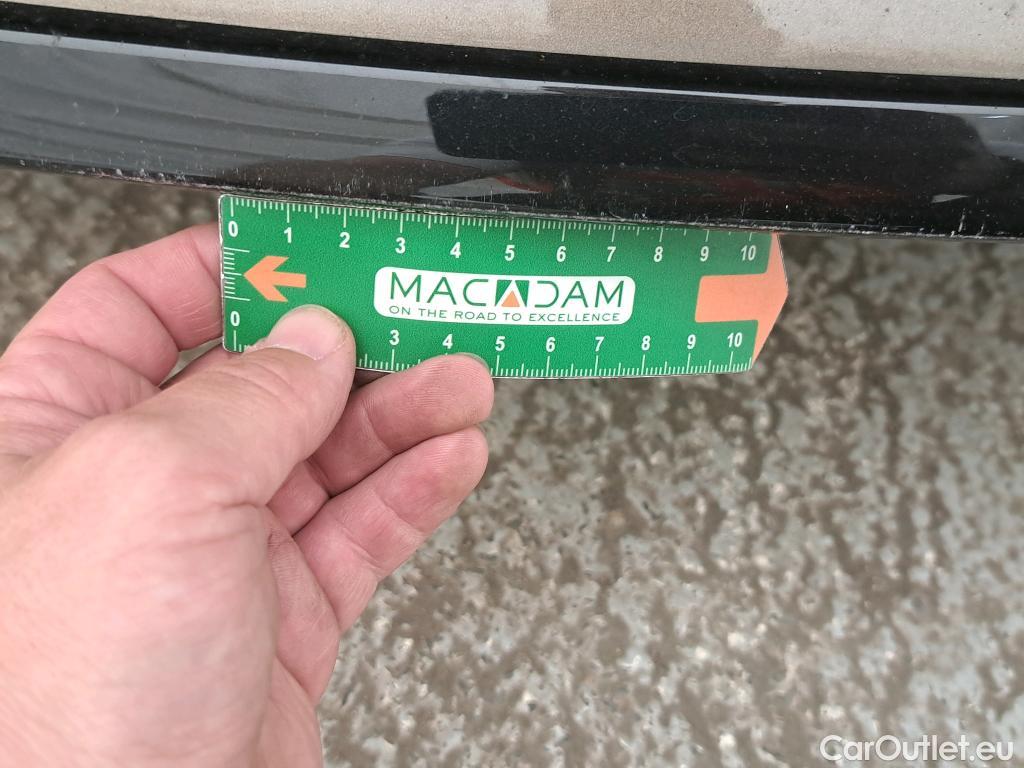 0 1 2 3 4 5 6 7 8 9 10
MACADAM
ON THE ROAD TO EXCELLENCE
0 3 4 5 6 7 8 9 10
CarOutlet.eu